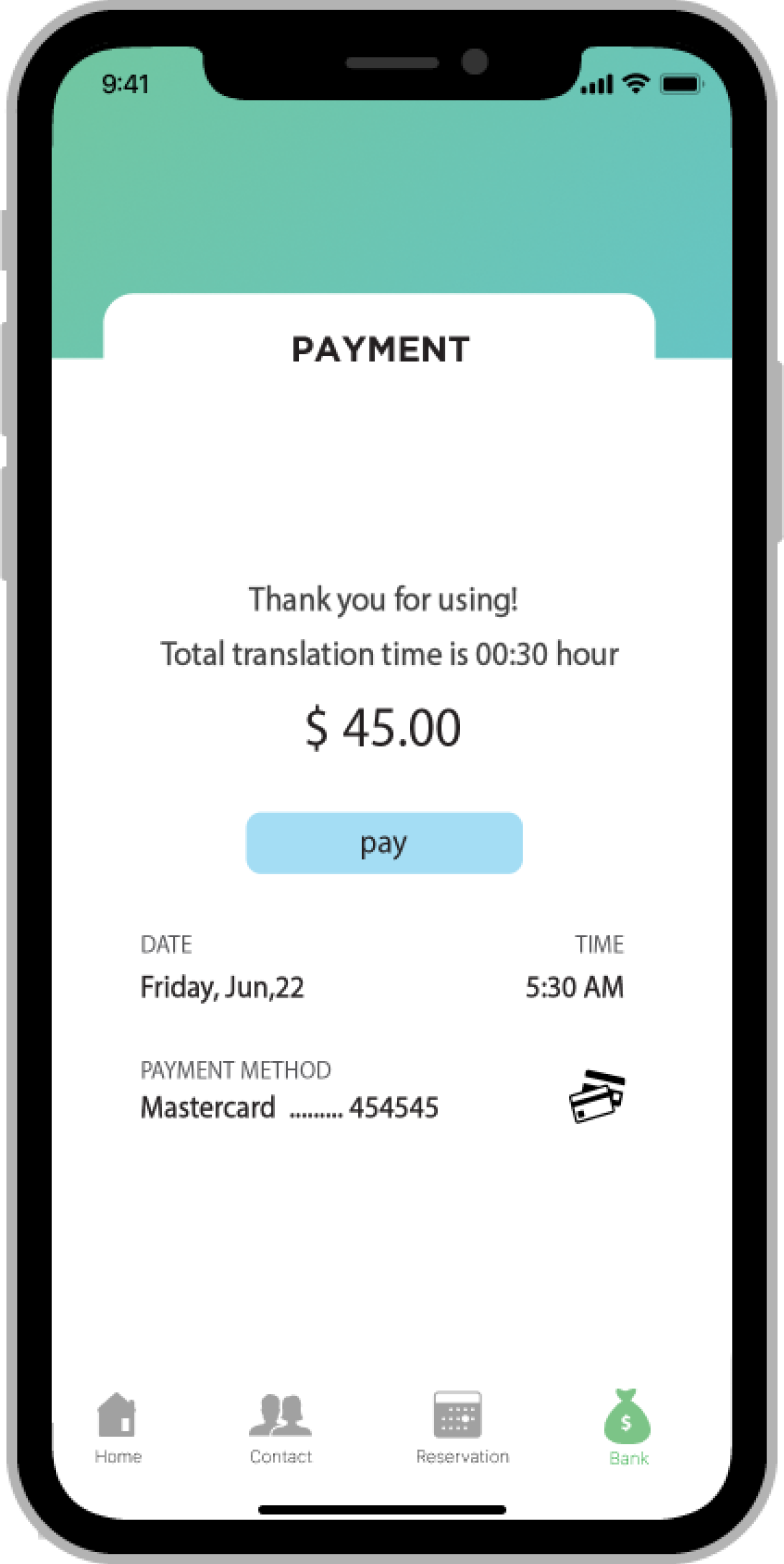 9:41
PAYMENT
Thank you for using!
Total translation time is 00:30 hour
$ 45.00
pay
DATE TIME
Friday, Jun,22 5:30 AM
PAYMENT METHOD
Mastercard ......... 454545
$
Home Contact Reservation Bank